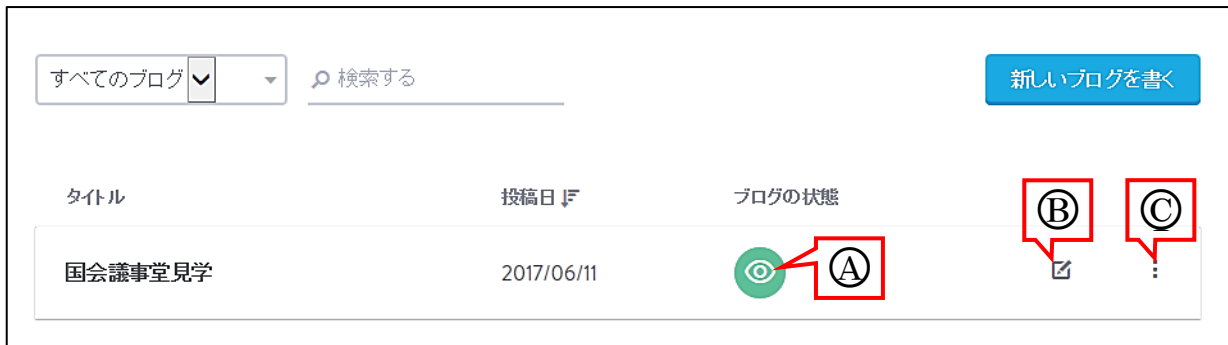 すべてのブログ 検索する 新しいブログを書く
タイトル 投稿日 ブログの状態 Ⓑ Ⓒ
国会議事堂見学 2017/06/11 Ⓐ